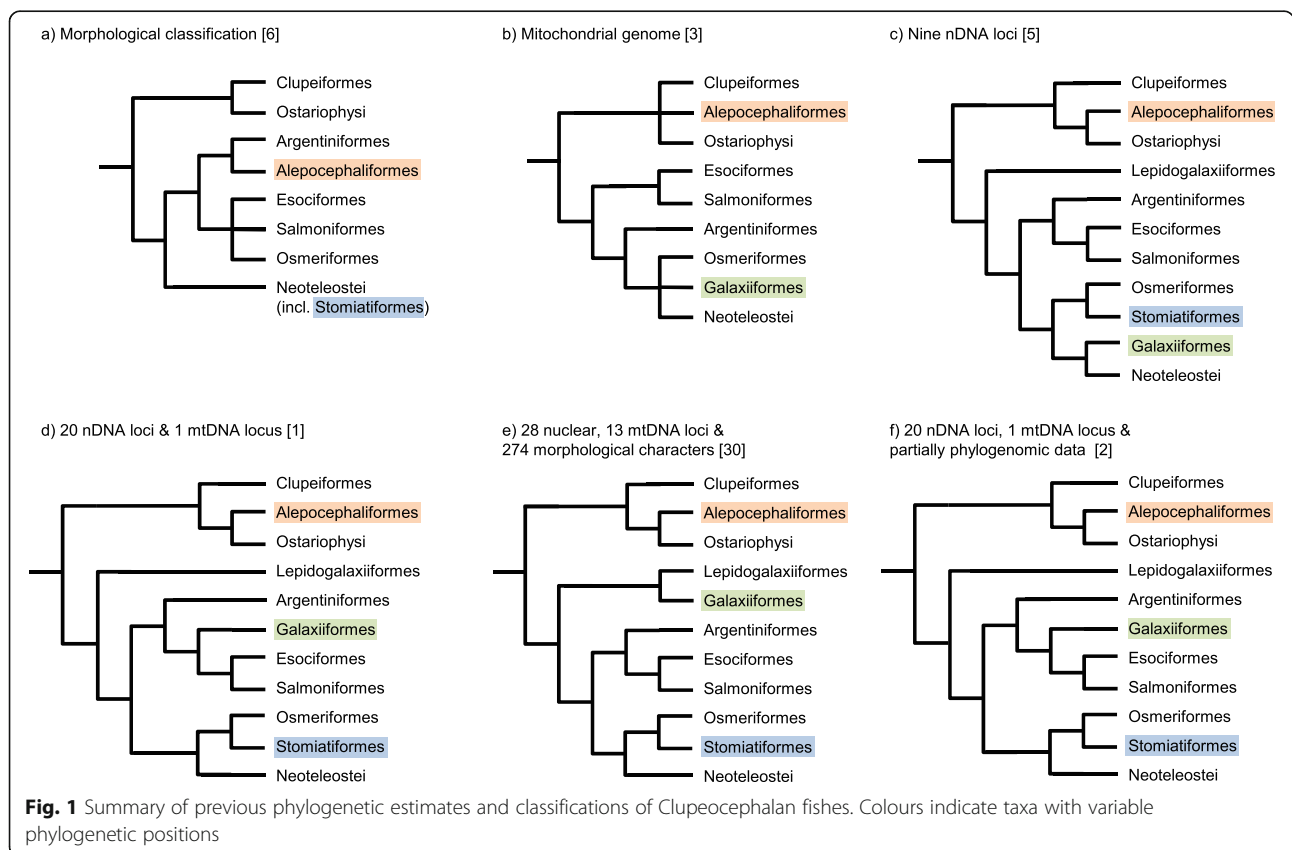 a) Morphological classification [6]
Clupeiformes
Ostariophysi
Argentiniformes
Alepocephaliformes
Esociformes
Salmoniformes
Osmeriformes
Neoteleostei
(incl. Stomiatiformes)
b) Mitochondrial genome [3]
Clupeiformes
Alepocephaliformes
Ostariophysi
Esociformes
Salmoniformes
Argentiniformes
Osmeriformes
Galaxiiformes
Neoteleostei
c) Nine nDNA loci [5]
Clupeiformes
Alepocephaliformes
Ostariophysi
Lepidogalaxiiformes
Argentiniformes
Esociformes
Salmoniformes
Osmeriformes
Stomiatiformes
Galaxiiformes
Neoteleostei
d) 20 nDNA loci & 1 mtDNA locus [1]
Clupeiformes
Alepocephaliformes
Ostariophysi
Lepidogalaxiiformes
Argentiniformes
Galaxiiformes
Esociformes
Salmoniformes
Osmeriformes
Stomiatiformes
Neoteleostei
e) 28 nuclear, 13 mtDNA loci &
274 morphological characters [30]
Clupeiformes
Alepocephaliformes
Ostariophysi
Lepidogalaxiiformes
Galaxiiformes
Argentiniformes
Esociformes
Salmoniformes
Osmeriformes
Stomiatiformes
Neoteleostei
f) 20 nDNA loci, 1 mtDNA locus &
partially phylogenomic data [2]
Clupeiformes
Alepocephaliformes
Ostariophysi
Lepidogalaxiiformes
Argentiniformes
Galaxiiformes
Esociformes
Salmoniformes
Osmeriformes
Stomiatiformes
Neoteleostei
Fig. 1 Summary of previous phylogenetic estimates and classifications of Clupeocephalan fishes. Colours indicate taxa with variable
phylogenetic positions